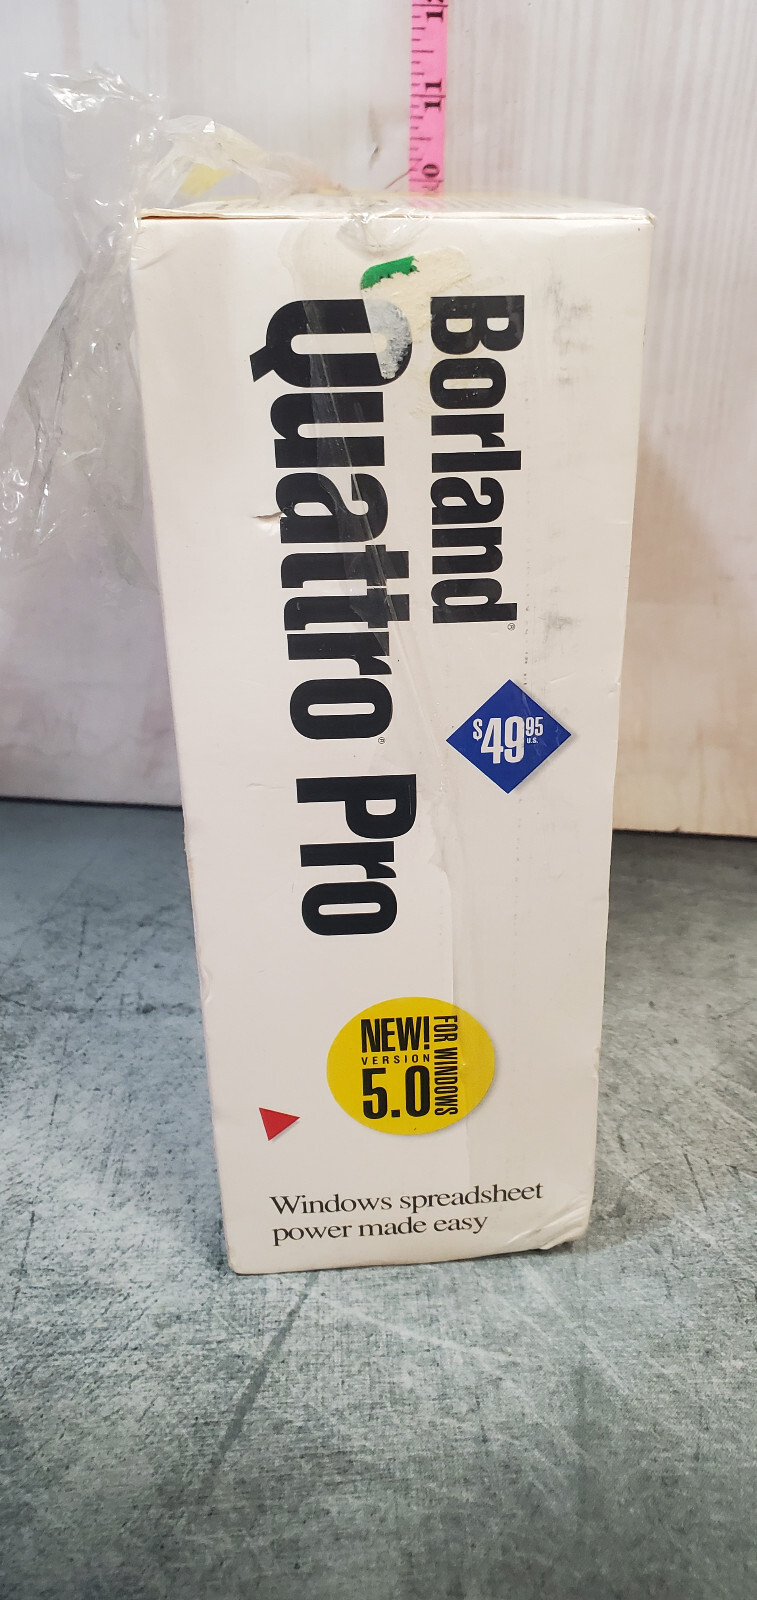 Borland®
Quattro® Pro
$49 95
U.S.
NEW!
VERSION
5.0
FOR WINDOWS
Windows spreadsheet
power made easy